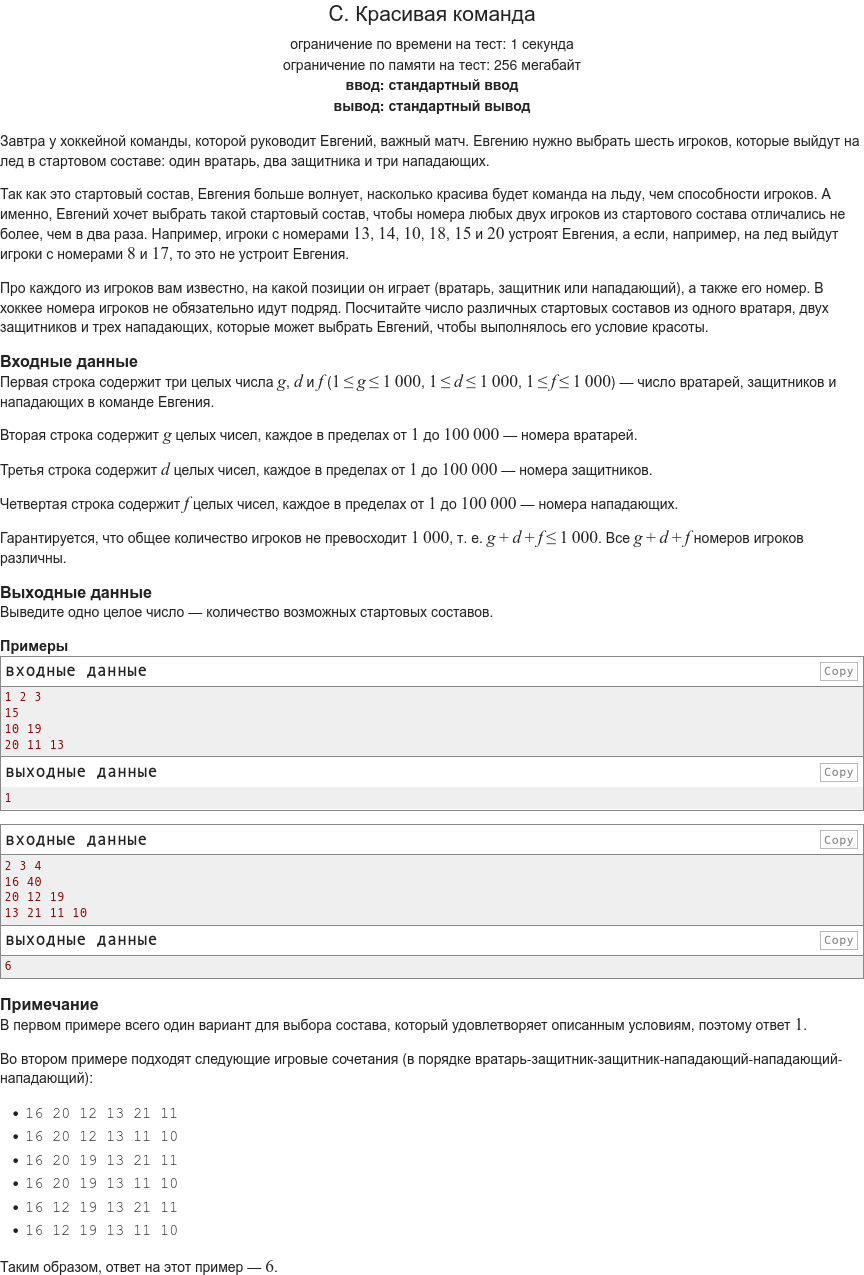 C. Красивая команда
ограничение по времени на тест: 1 секунда
ограничение по памяти на тест: 256 мегабайт
ввод: стандартный ввод
вывод: стандартный вывод
Завтра у хоккейной команды, которой руководит Евгений, важный матч. Евгению нужно выбрать шесть игроков, которые выйдут на
лед в стартовом составе: один вратарь, два защитника и три нападающих.
Так как это стартовый состав, Евгения больше волнует, насколько красива будет команда на льду, чем способности игроков. А
именно, Евгений хочет выбрать такой стартовый состав, чтобы номера любых двух игроков из стартового состава отличались не
более, чем в два раза. Например, игроки с номерами 13, 14, 10, 18, 15 и 20 устроят Евгения, а если, например, на лед выйдут
игроки с номерами 8 и 17, то это не устроит Евгения.
Про каждого из игроков вам известно, на какой позиции он играет (вратарь, защитник или нападающий), а также его номер. В
хоккее номера игроков не обязательно идут подряд. Посчитайте число различных стартовых составов из одного вратаря, двух
защитников и трех нападающих, которые может выбрать Евгений, чтобы выполнялось его условие красоты.
Входные данные
Первая строка содержит три целых числа g, d и f (1 ≤ g ≤ 1 000, 1 ≤ d ≤ 1 000, 1 ≤ f ≤ 1 000) — число вратарей, защитников и
нападающих в команде Евгения.
Вторая строка содержит g целых чисел, каждое в пределах от 1 до 100 000 — номера вратарей.
Третья строка содержит d целых чисел, каждое в пределах от 1 до 100 000 — номера защитников.
Четвертая строка содержит f целых чисел, каждое в пределах от 1 до 100 000 — номера нападающих.
Гарантируется, что общее количество игроков не превосходит 1 000, т. е. g + d + f ≤ 1 000. Все g + d + f номеров игроков
различны.
Выходные данные
Выведите одно целое число — количество возможных стартовых составов.
Примеры
входные данные Copy
1 2 3
15
10 19
20 11 13
выходные данные Copy
1
входные данные Copy
2 3 4
16 40
20 12 19
13 21 11 10
выходные данные Copy
6
Примечание
В первом примере всего один вариант для выбора состава, который удовлетворяет описанным условиям, поэтому ответ 1.
Во втором примере подходят следующие игровые сочетания (в порядке вратарь-защитник-защитник-нападающий-нападающий-
нападающий):
• 16 20 12 13 21 11
• 16 20 12 13 11 10
• 16 20 19 13 21 11
• 16 20 19 13 11 10
• 16 12 19 13 21 11
• 16 12 19 13 11 10
Таким образом, ответ на этот пример — 6.